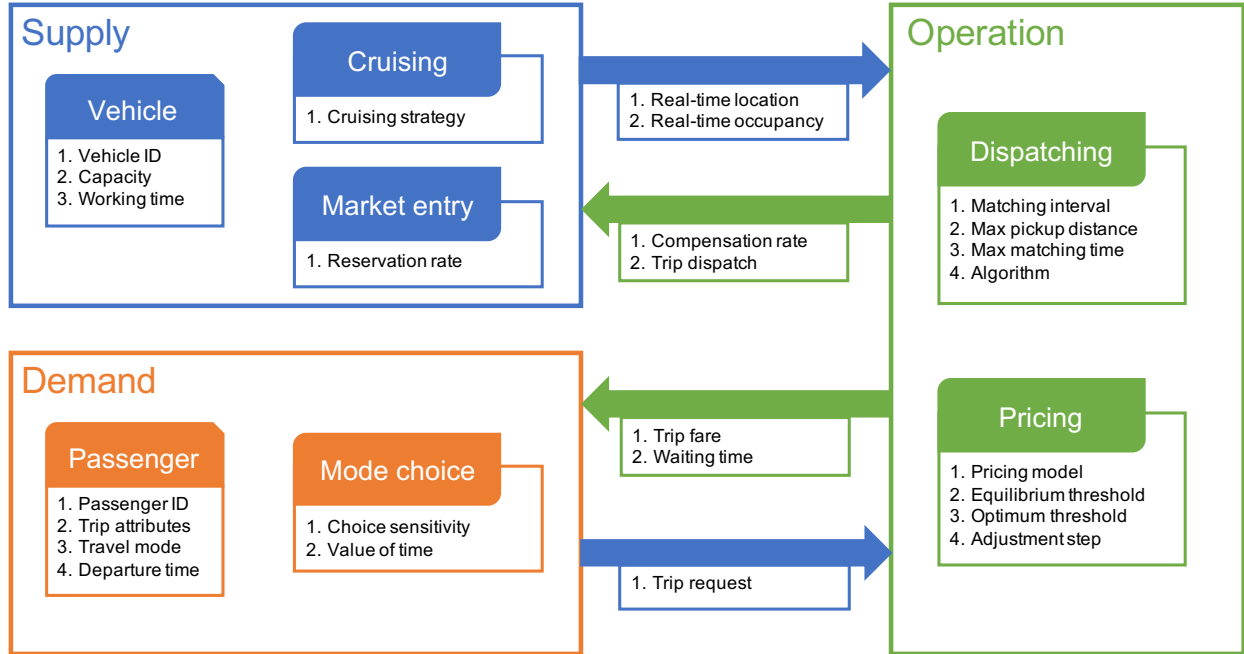 Supply
Vehicle
1. Vehicle ID
2. Capacity
3. Working time
Cruising
1. Cruising strategy
Market entry
1. Reservation rate
1. Real-time location
2. Real-time occupancy
1. Compensation rate
2. Trip dispatch
Operation
Dispatching
1. Matching interval
2. Max pickup distance
3. Max matching time
4. Algorithm
Pricing
1. Pricing model
2. Equilibrium threshold
3. Optimum threshold
4. Adjustment step
Demand
Passenger
1. Passenger ID
2. Trip attributes
3. Travel mode
4. Departure time
Mode choice
1. Choice sensitivity
2. Value of time
1. Trip fare
2. Waiting time
1. Trip request